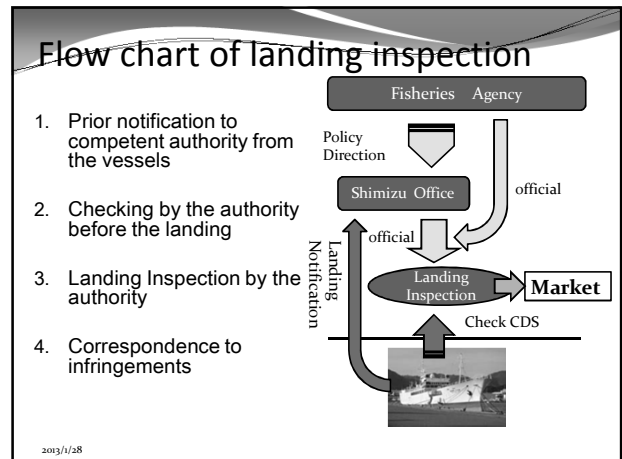 Flow chart of landing inspection
1. Prior notification to
competent authority from
the vessels
2. Checking by the authority
before the landing
3. Landing Inspection by the
authority
4. Correspondence to
infringements
Fisheries Agency
Policy
Direction
Shimizu Office
official
official
Landing
Notification
Landing
Inspection
Market
Check CDS
2013/1/28